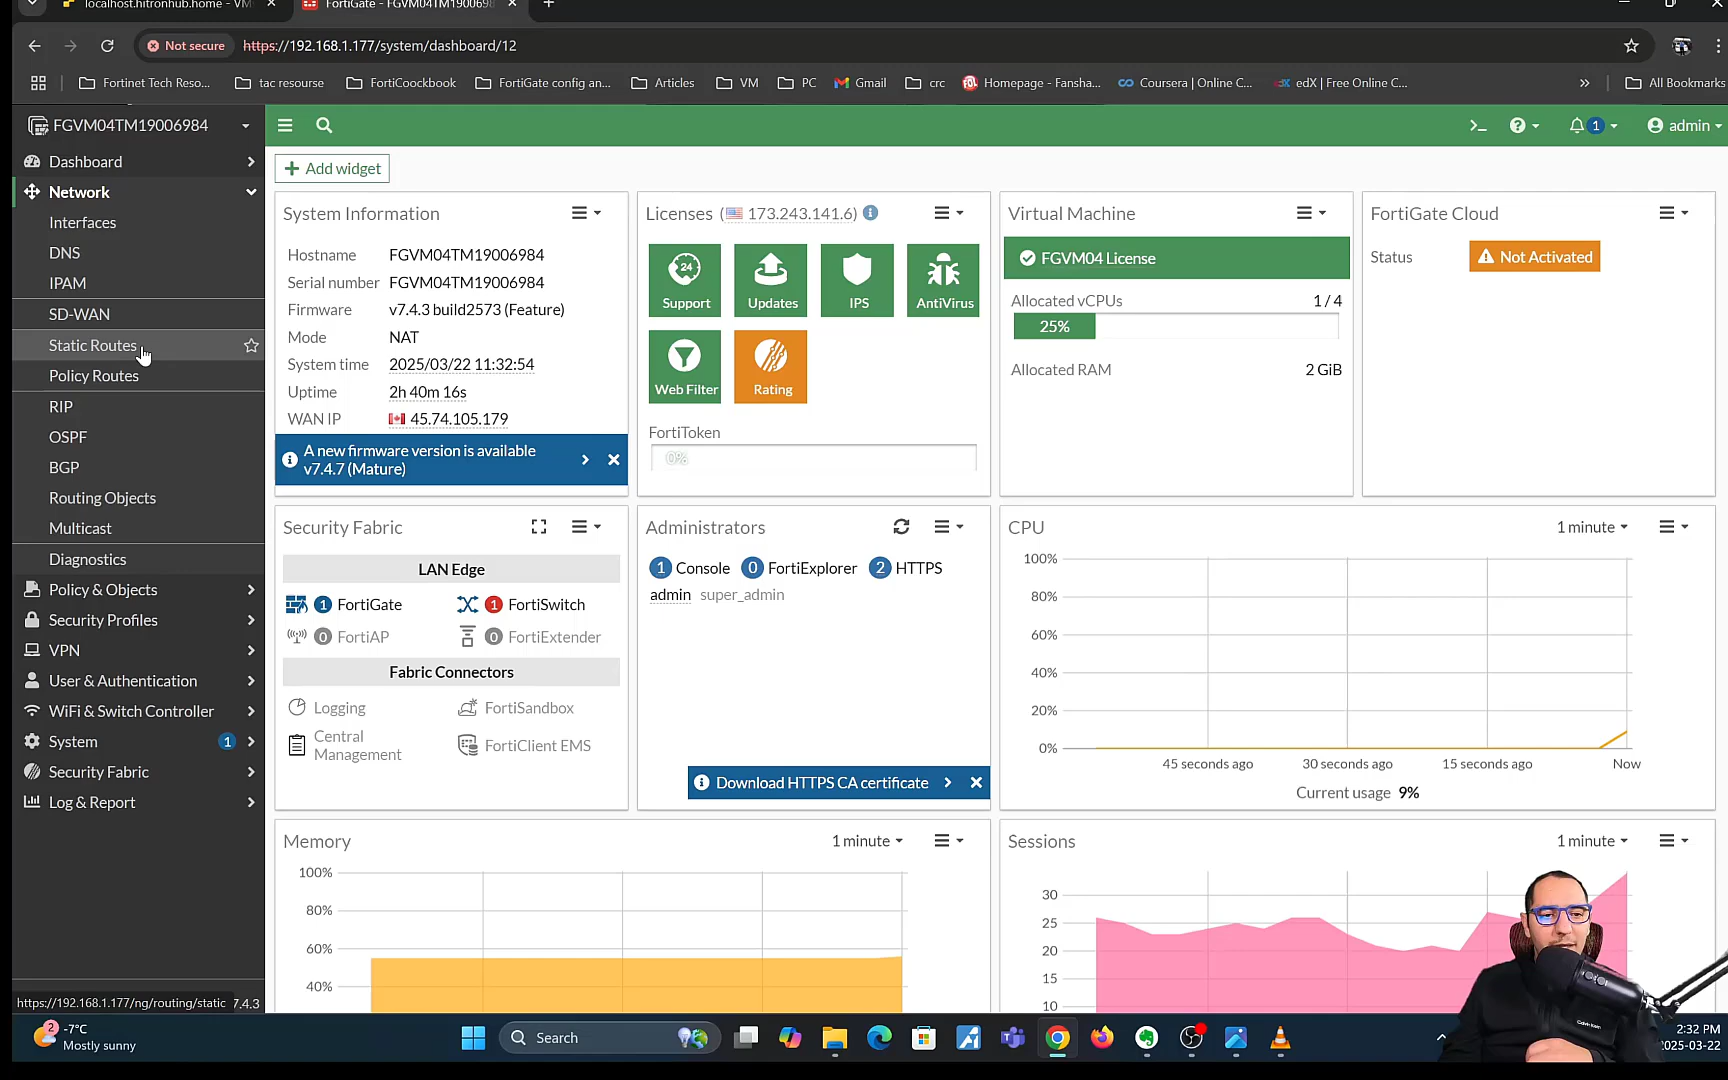 localhost.hitronhub.home - VM
FortiGate - FGVM04TM1900698
Not secure
https://192.168.1.177/system/dashboard/12
Fortinet Tech Reso...
tac resourse
FortiCoockbook
FortiGate config an...
Articles
VM
PC
Gmail
crc
Homepage - Fansha...
Coursera | Online C...
edX | Free Online C...
»
All Bookmarks
FGVM04TM19006984
>_
?
1
admin
Dashboard
Network
Interfaces
DNS
IPAM
SD-WAN
Static Routes
Policy Routes
RIP
OSPF
BGP
Routing Objects
Multicast
Diagnostics
Policy & Objects
Security Profiles
VPN
User & Authentication
WiFi & Switch Controller
System 1
Security Fabric
Log & Report
https://192.168.1.177/ng/routing/static 7.4.3
+ Add widget
System Information
Hostname FGVM04TM19006984
Serial number FGVM04TM19006984
Firmware v7.4.3 build2573 (Feature)
Mode NAT
System time 2025/03/22 11:32:54
Uptime 2h 40m 16s
WAN IP 45.74.105.179
A new firmware version is available
v7.4.7 (Mature)
Licenses (173.243.141.6)
24
Support
Updates
IPS
AntiVirus
Web Filter
Rating
FortiToken
0%
Virtual Machine
FGVM04 License
Allocated vCPUs 1 / 4
25%
Allocated RAM 2 GiB
FortiGate Cloud
Status Not Activated
Security Fabric
LAN Edge
1 FortiGate
1 FortiSwitch
0 FortiAP
0 FortiExtender
Fabric Connectors
Logging
FortiSandbox
Central
Management
FortiClient EMS
Administrators
1 Console 0 FortiExplorer 2 HTTPS
admin super_admin
Download HTTPS CA certificate
CPU
1 minute
100%
80%
60%
40%
20%
0%
45 seconds ago
30 seconds ago
15 seconds ago
Now
Current usage 9%
Memory
1 minute
100%
80%
60%
40%
Sessions
1 minute
30
25
20
15
10
Calvin Klein
2
-7°C
Mostly sunny
Search
2:32 PM
2025-03-22